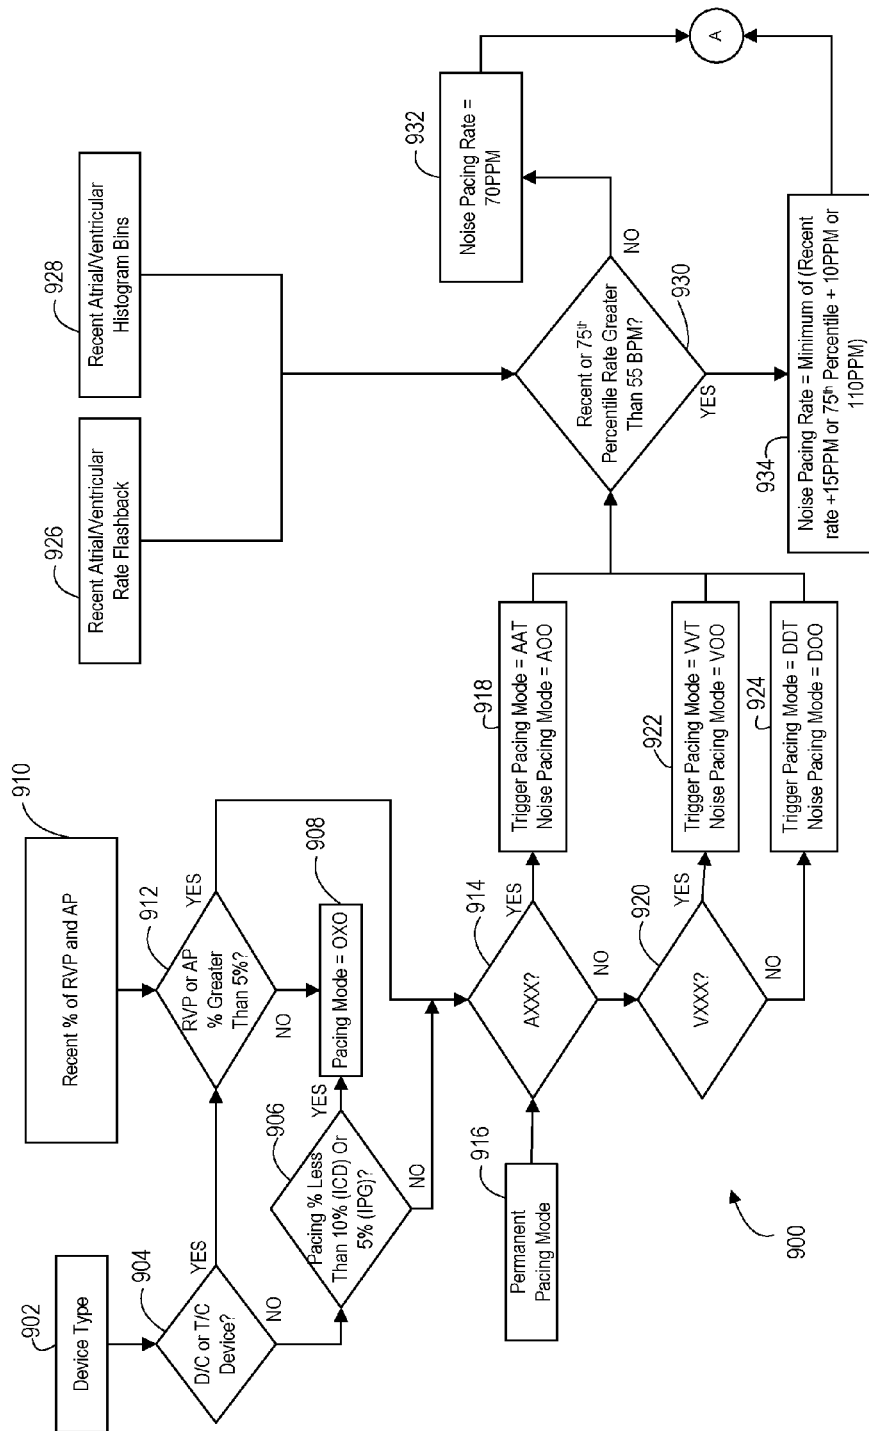 902
Device Type
904
D/C or T/C
Device?
YES
NO
906
Pacing % Less
Than 10% (ICD) Or
5% (IPG)?
YES
NO
908
Pacing Mode = OXO
910
Recent % of RVP and AP
912
RVP or AP
% Greater
Than 5%?
YES
NO
916
Permanent
Pacing Mode
914
AXXX?
YES
NO
918
Trigger Pacing Mode = AAT
Noise Pacing Mode = AOO
920
VXXX?
YES
NO
922
Trigger Pacing Mode = VVT
Noise Pacing Mode = VOO
924
Trigger Pacing Mode = DDT
Noise Pacing Mode = DOO
926
Recent Atrial/Ventricular
Rate Flashback
928
Recent Atrial/Ventricular
Histogram Bins
930
Recent or 75th
Percentile Rate Greater
Than 55 BPM?
NO
YES
932
Noise Pacing Rate =
70PPM
934
Noise Pacing Rate = Minimum of (Recent
rate +15PPM or 75th Percentile + 10PPM or
110PPM)
A
900